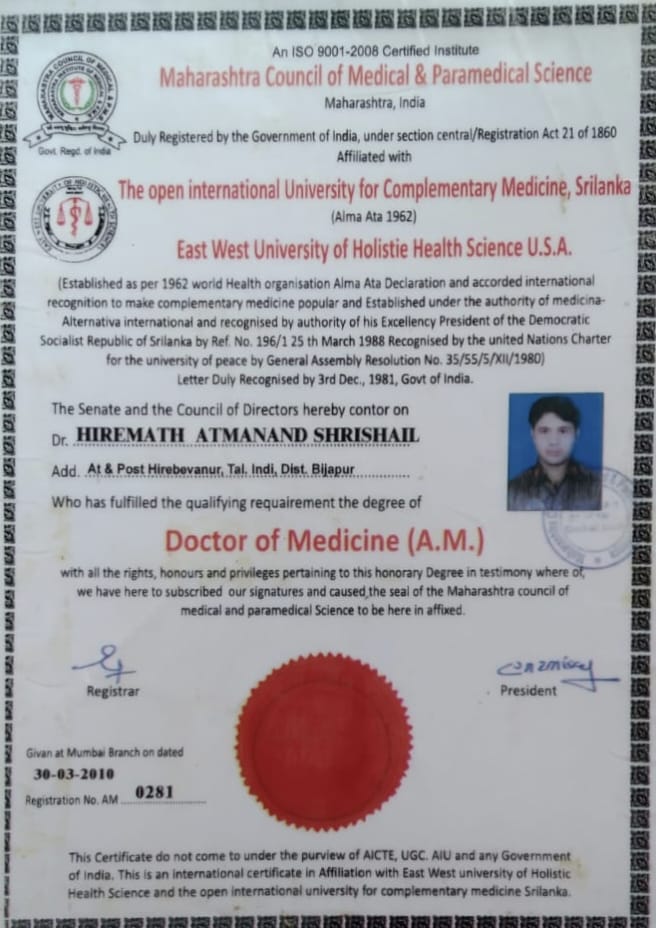 An ISO 9001-2008 Certified Institute
Maharashtra Council of Medical & Paramedical Science
Maharashtra, India
Govt. Regd. of India
Duly Registered by the Government of India, under section central/Registration Act 21 of 1860
Affiliated with
The open international University for Complementary Medicine, Srilanka
(Alma Ata 1962)
East West University of Holistie Health Science U.S.A.
(Established as per 1962 world Health organisation Alma Ata Declaration and accorded international
recognition to make complementary medicine popular and Established under the authority of medicina-
Alternativa international and recognised by authority of his Excellency President of the Democratic
Socialist Republic of Srilanka by Ref. No. 196/1 25 th March 1988 Recognised by the united Nations Charter
for the university of peace by General Assembly Resolution No. 35/55/5/XII/1980)
Letter Duly Recognised by 3rd Dec., 1981, Govt of India.
The Senate and the Council of Directors hereby contor on
Dr. HIREMATH ATMANAND SHRISHAIL
Add. At & Post Hirebevanur, Tal. Indi, Dist. Bijapur
Who has fulfilled the qualifying requairement the degree of
Doctor of Medicine (A.M.)
with all the rights, honours and privileges pertaining to this honorary Degree in testimony where of,
we have here to subscribed our signatures and caused the seal of the Maharashtra council of
medical and paramedical Science to be here in affixed.
Registrar
President
Givan at Mumbai Branch on dated
30-03-2010
Registration No. AM 0281
This Certificate do not come to under the purview of AICTE, UGC. AIU and any Government
of India. This is an international certificate in Affiliation with East West university of Holistic
Health Science and the open international university for complementary medicine Srilanka.